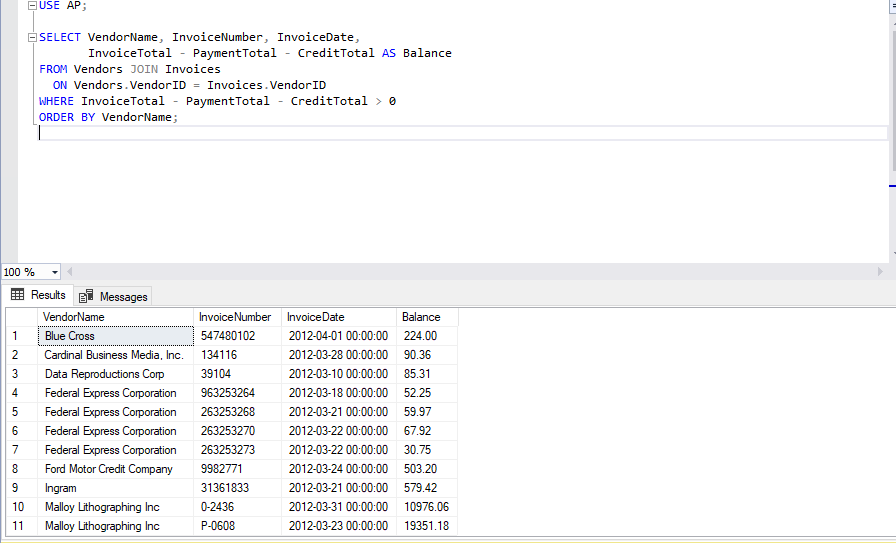 USE AP;
SELECT VendorName, InvoiceNumber, InvoiceDate,
InvoiceTotal - PaymentTotal - CreditTotal AS Balance
FROM Vendors JOIN Invoices
ON Vendors.VendorID = Invoices.VendorID
WHERE InvoiceTotal - PaymentTotal - CreditTotal > 0
ORDER BY VendorName;
100 %
Results Messages
VendorName InvoiceNumber InvoiceDate Balance
1 Blue Cross 547480102 2012-04-01 00:00:00 224.00
2 Cardinal Business Media, Inc. 134116 2012-03-28 00:00:00 90.36
3 Data Reproductions Corp 39104 2012-03-10 00:00:00 85.31
4 Federal Express Corporation 963253264 2012-03-18 00:00:00 52.25
5 Federal Express Corporation 263253268 2012-03-21 00:00:00 59.97
6 Federal Express Corporation 263253270 2012-03-22 00:00:00 67.92
7 Federal Express Corporation 263253273 2012-03-22 00:00:00 30.75
8 Ford Motor Credit Company 9982771 2012-03-24 00:00:00 503.20
9 Ingram 31361833 2012-03-21 00:00:00 579.42
10 Malloy Lithographing Inc 0-2436 2012-03-31 00:00:00 10976.06
11 Malloy Lithographing Inc P-0608 2012-03-23 00:00:00 19351.18